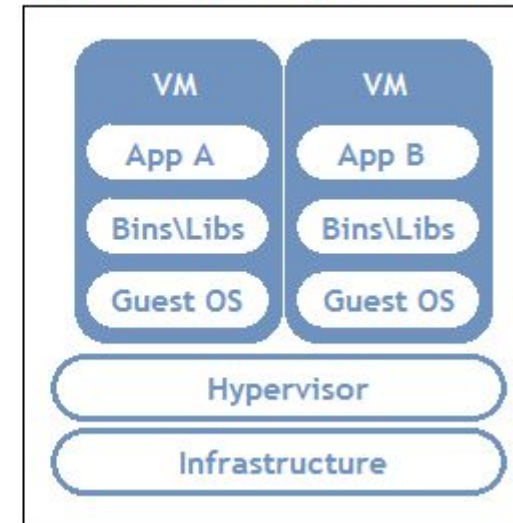 VM VM
App A App B
Bins\Libs Bins\Libs
Guest OS Guest OS
Hypervisor
Infrastructure